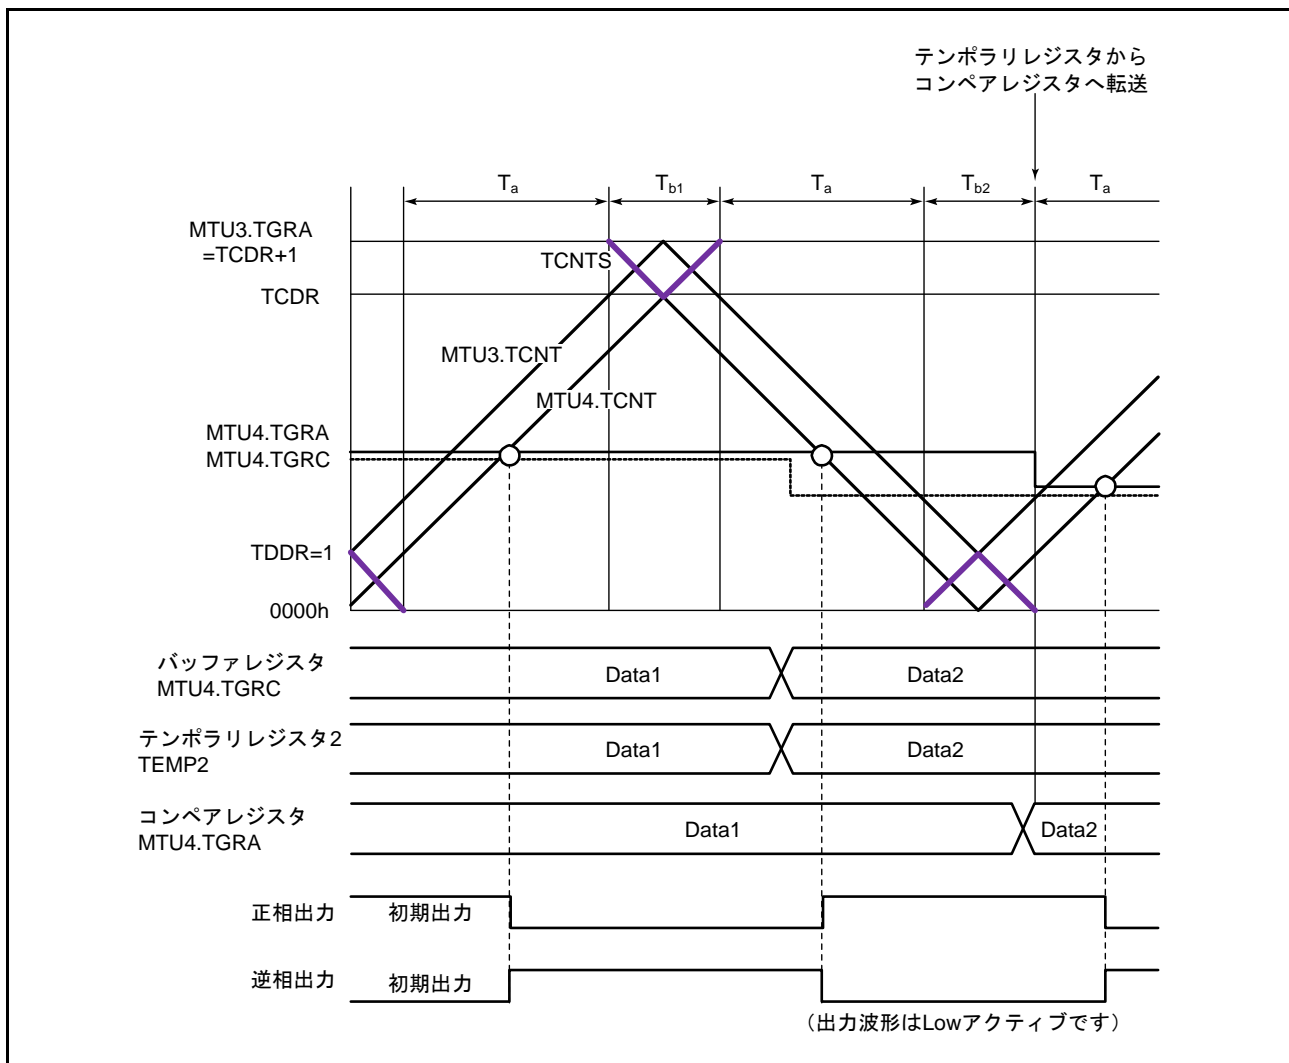 テンポラリレジスタから
コンペアレジスタへ転送
Ta Tb1 Ta Tb2 Ta
MTU3.TGRA
=TCDR+1
TCNTS
TCDR
MTU3.TCNT
MTU4.TCNT
MTU4.TGRA
MTU4.TGRC
TDDR=1
0000h
バッファレジスタ
MTU4.TGRC
Data1 Data2
テンポラリレジスタ2
TEMP2
Data1 Data2
コンペアレジスタ
MTU4.TGRA
Data1 Data2
正相出力 初期出力
逆相出力 初期出力
（出力波形はLowアクティブです）